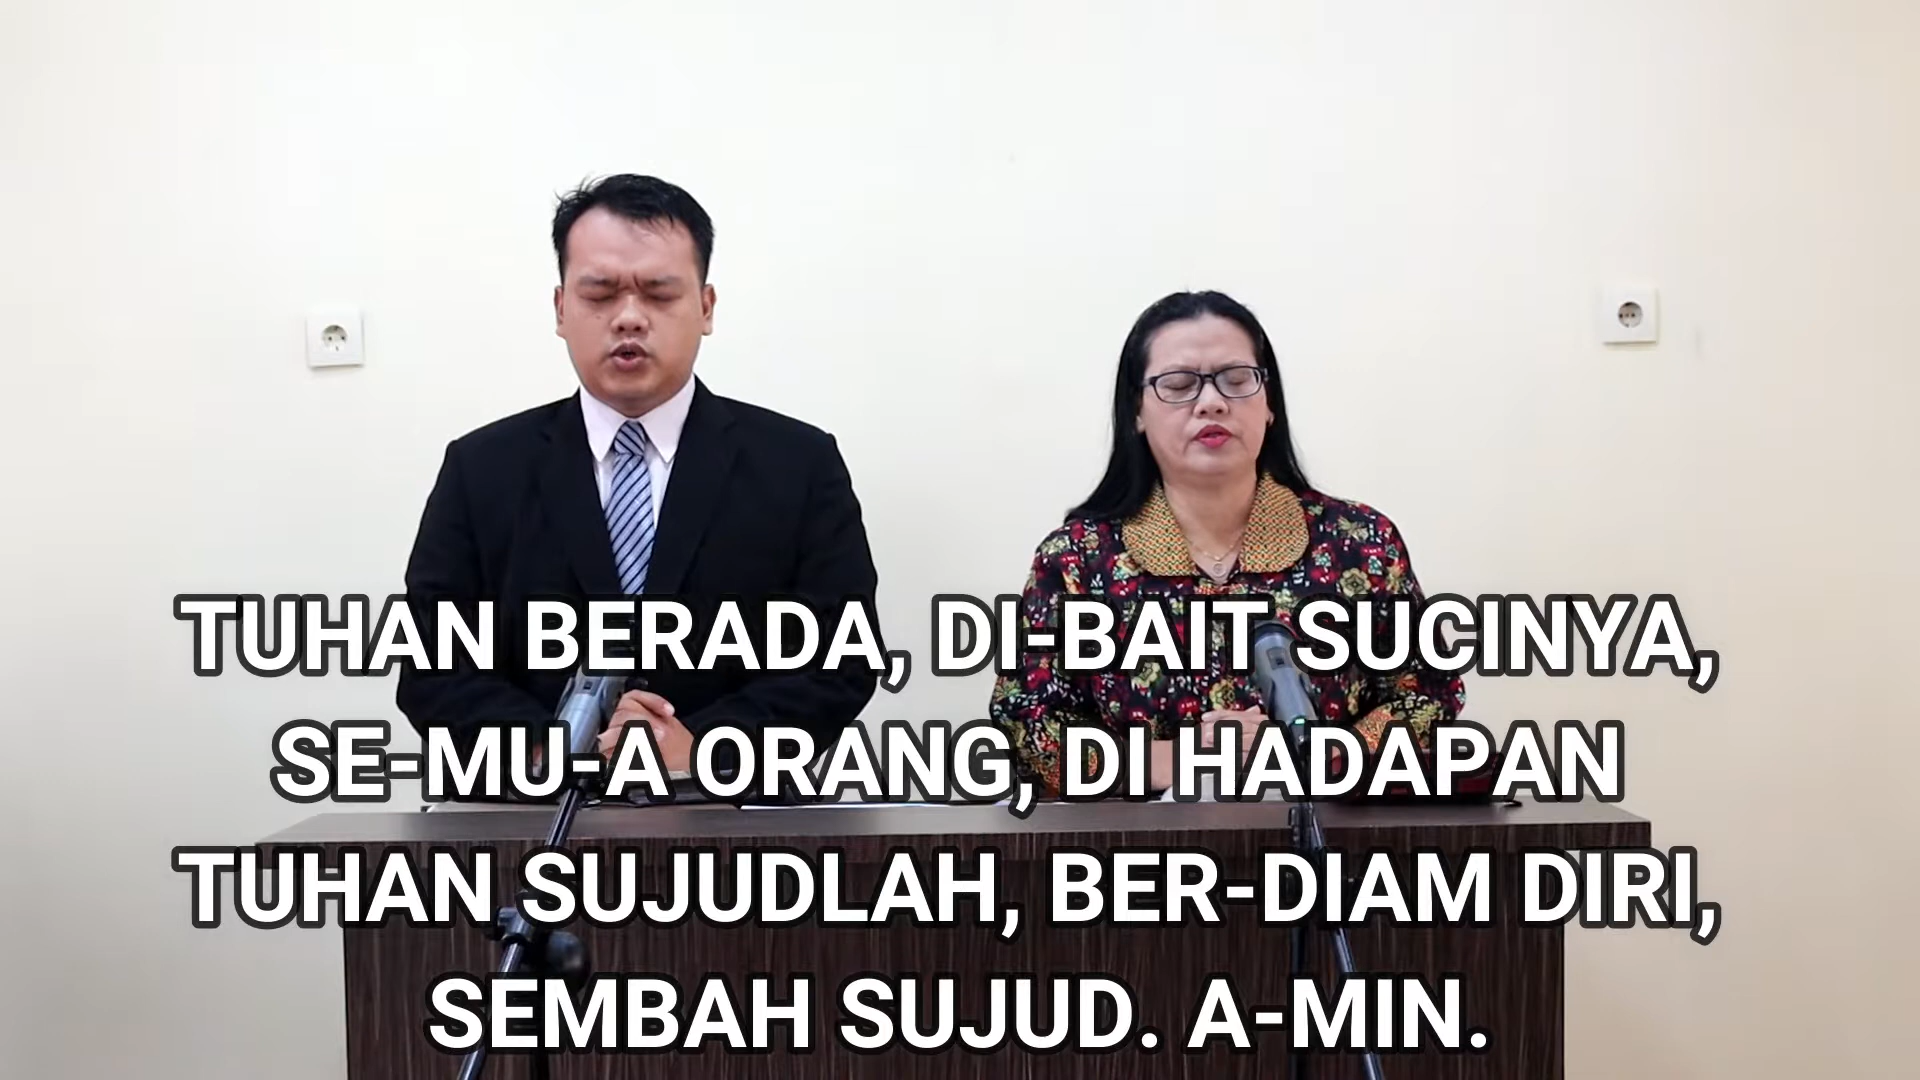 TUHAN BERADA, DI-BAIT SUCINYA,
SE-MU-A ORANG, DI HADAPAN
TUHAN SUJUDLAH, BER-DIAM DIRI,
SEMBAH SUJUD. A-MIN.